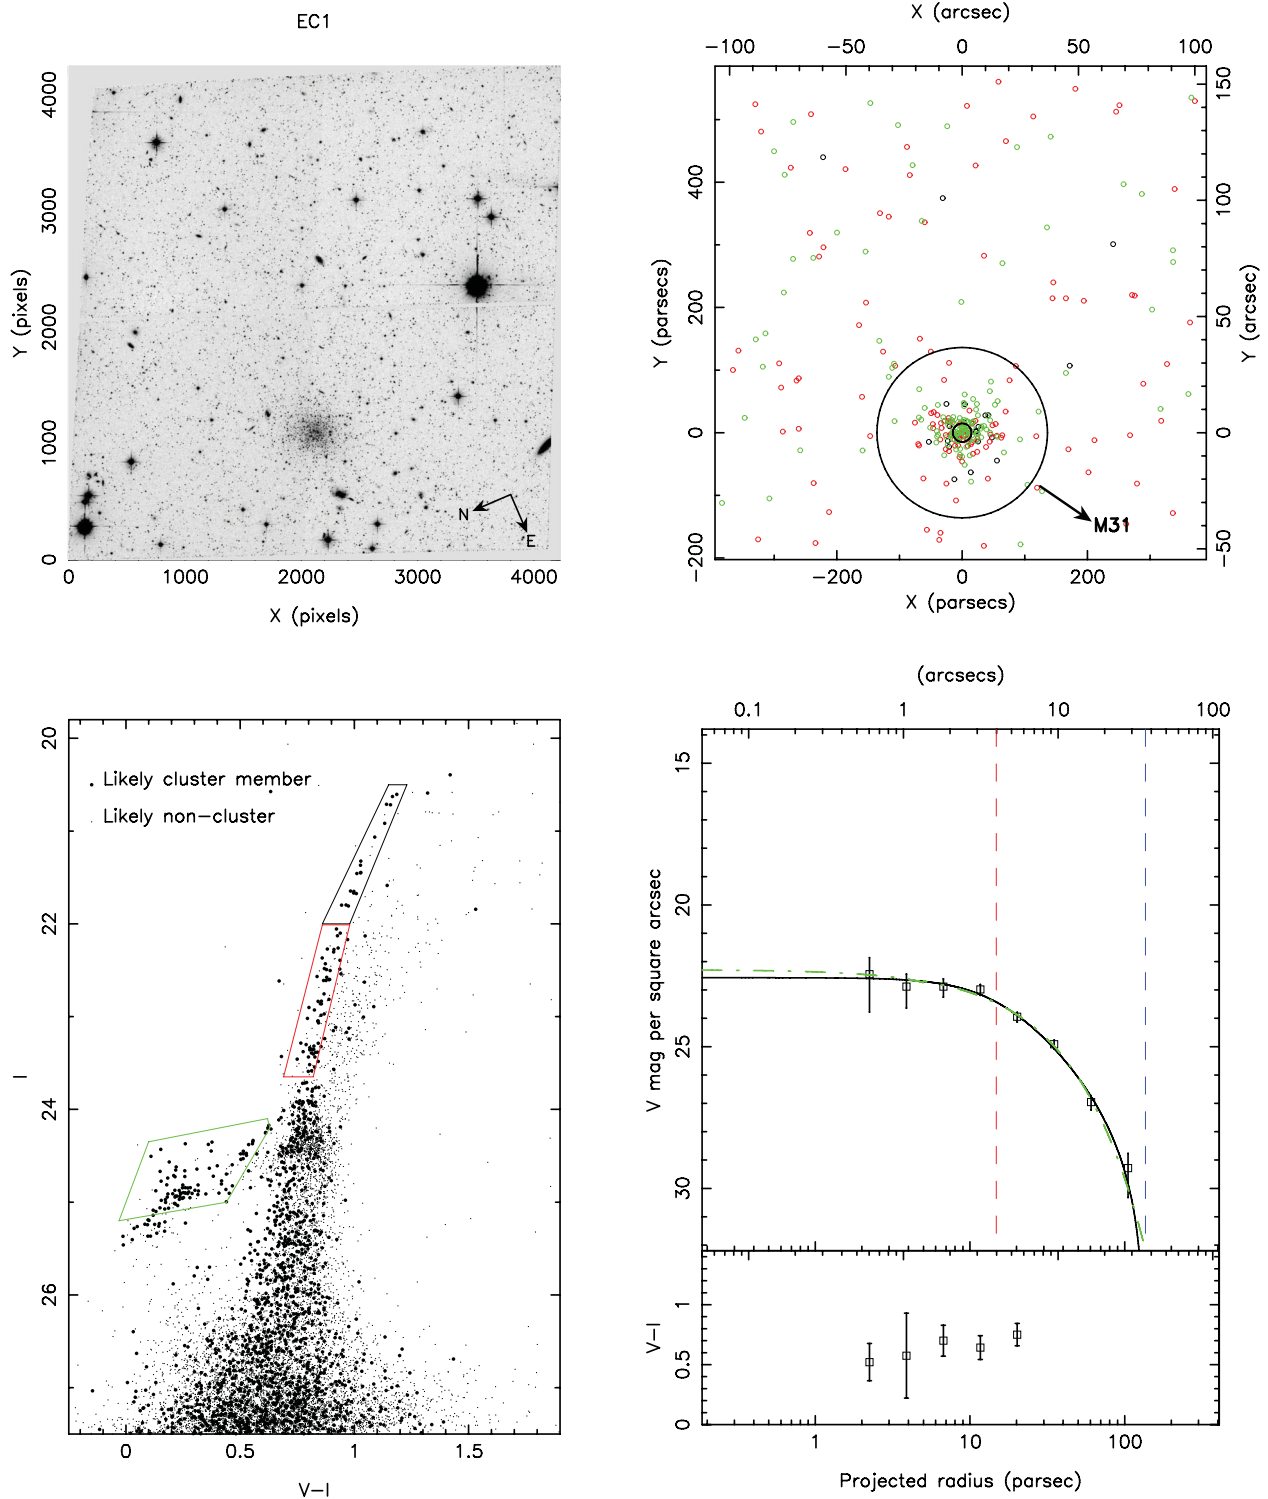 EC1
4000
3000
2000
1000
0
Y (pixels)
0 1000 2000 3000 4000
X (pixels)
N
E
X (arcsec)
−100 −50 0 50 100
400
200
0
−200
Y (parsecs)
150
100
50
0
−50
Y (arcsec)
M31
−200 0 200
X (parsecs)
20
22
24
26
I
Likely cluster member
Likely non−cluster
0 0.5 1 1.5
V−I
(arcsecs)
0.1 1 10 100
15
20
25
30
V mag per square arcsec
1
0.5
0
V−I
1 10 100
Projected radius (parsec)